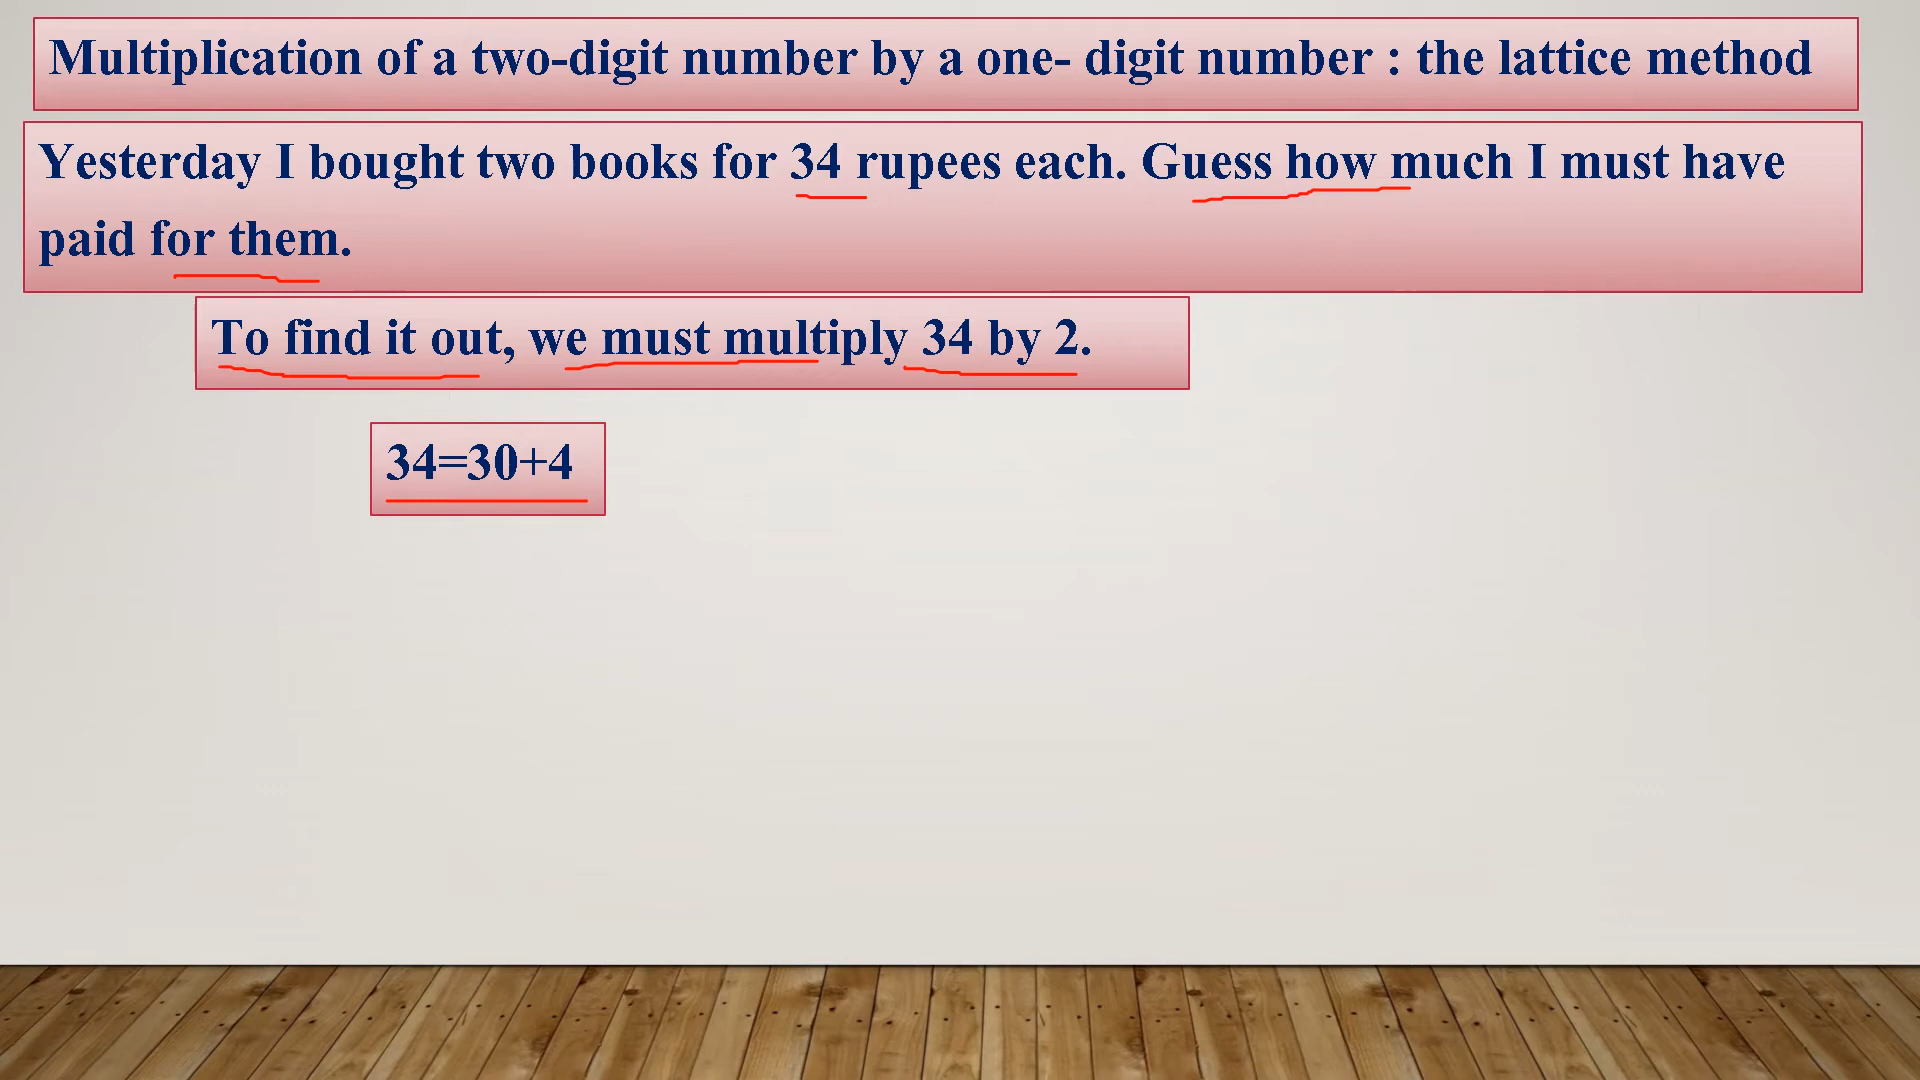 Multiplication of a two-digit number by a one- digit number : the lattice method
Yesterday I bought two books for 34 rupees each. Guess how much I must have
paid for them.
To find it out, we must multiply 34 by 2.
34=30+4